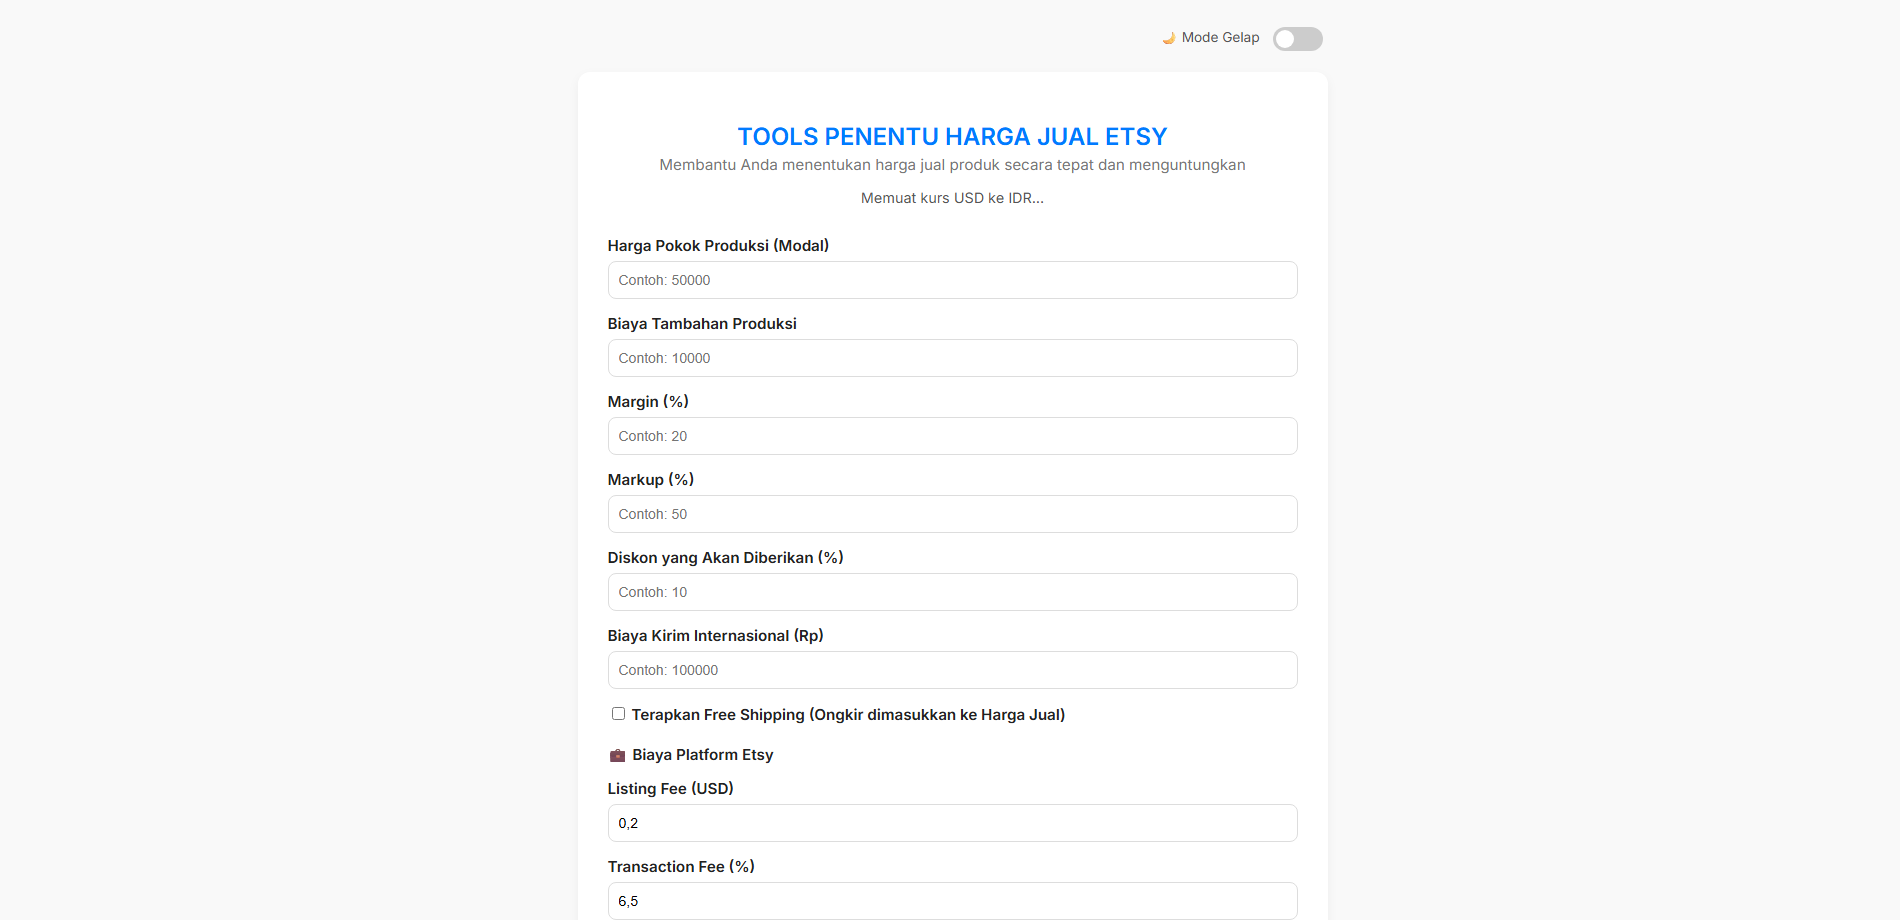 🌙 Mode Gelap
TOOLS PENENTU HARGA JUAL ETSY
Membantu Anda menentukan harga jual produk secara tepat dan menguntungkan
Memuat kurs USD ke IDR...
Harga Pokok Produksi (Modal)
Contoh: 50000
Biaya Tambahan Produksi
Contoh: 10000
Margin (%)
Contoh: 20
Markup (%)
Contoh: 50
Diskon yang Akan Diberikan (%)
Contoh: 10
Biaya Kirim Internasional (Rp)
Contoh: 100000
Terapkan Free Shipping (Ongkir dimasukkan ke Harga Jual)
💼 Biaya Platform Etsy
Listing Fee (USD)
0,2
Transaction Fee (%)
6,5